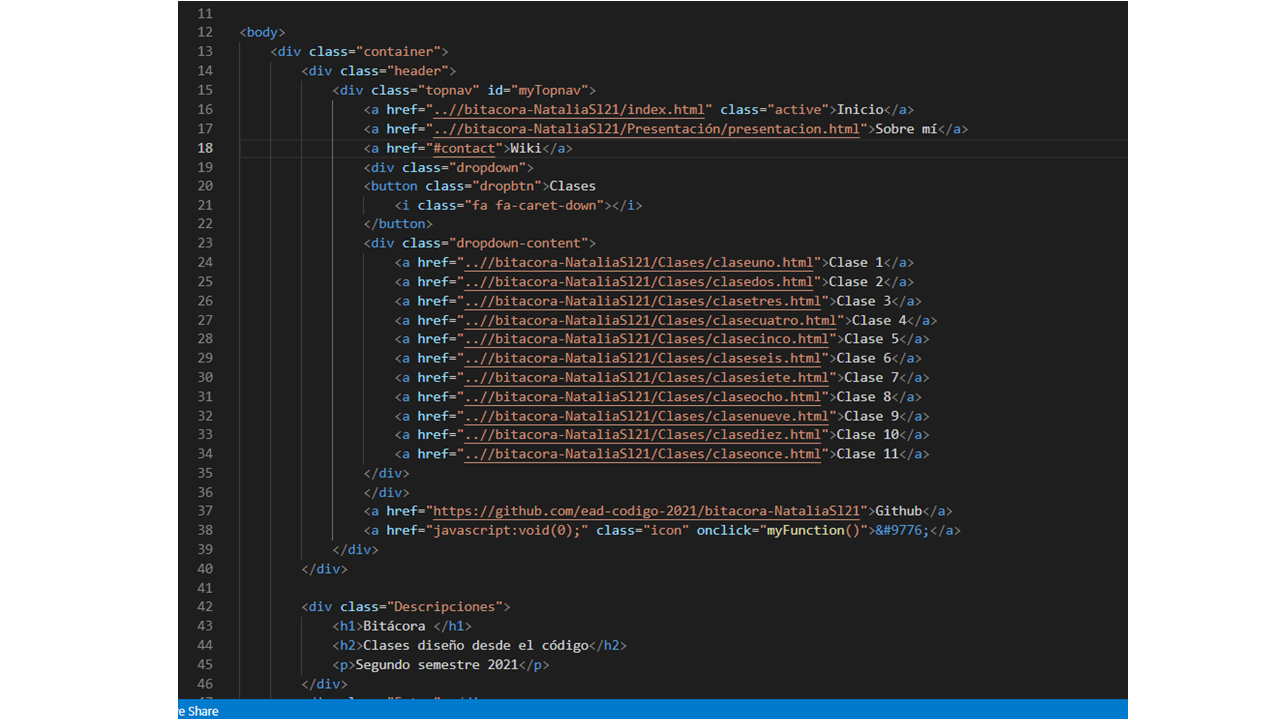 11
12 <body>
13 <div class="container">
14 <div class="header">
15 <div class="topnav" id="myTopnav">
16 <a href="..//bitacora-NataliaSl21/index.html" class="active">Inicio</a>
17 <a href="..//bitacora-NataliaSl21/Presentación/presentacion.html">Sobre mí</a>
18 <a href="#contact">Wiki</a>
19 <div class="dropdown">
20 <button class="dropbtn">Clases
21 <i class="fa fa-caret-down"></i>
22 </button>
23 <div class="dropdown-content">
24 <a href="..//bitacora-NataliaSl21/Clases/claseuno.html">Clase 1</a>
25 <a href="..//bitacora-NataliaSl21/Clases/clasedos.html">Clase 2</a>
26 <a href="..//bitacora-NataliaSl21/Clases/clasetres.html">Clase 3</a>
27 <a href="..//bitacora-NataliaSl21/Clases/clasecuatro.html">Clase 4</a>
28 <a href="..//bitacora-NataliaSl21/Clases/clasecinco.html">Clase 5</a>
29 <a href="..//bitacora-NataliaSl21/Clases/claseseis.html">Clase 6</a>
30 <a href="..//bitacora-NataliaSl21/Clases/clasesiete.html">Clase 7</a>
31 <a href="..//bitacora-NataliaSl21/Clases/claseocho.html">Clase 8</a>
32 <a href="..//bitacora-NataliaSl21/Clases/clasenueve.html">Clase 9</a>
33 <a href="..//bitacora-NataliaSl21/Clases/clasediez.html">Clase 10</a>
34 <a href="..//bitacora-NataliaSl21/Clases/claseonce.html">Clase 11</a>
35 </div>
36 </div>
37 <a href="https://github.com/ead-codigo-2021/bitacora-NataliaSl21">Github</a>
38 <a href="javascript:void(0);" class="icon" onclick="myFunction()">&#9776;</a>
39 </div>
40 </div>
41
42 <div class="Descripciones">
43 <h1>Bitácora </h1>
44 <h2>Clases diseño desde el código</h2>
45 <p>Segundo semestre 2021</p>
46 </div>
Share